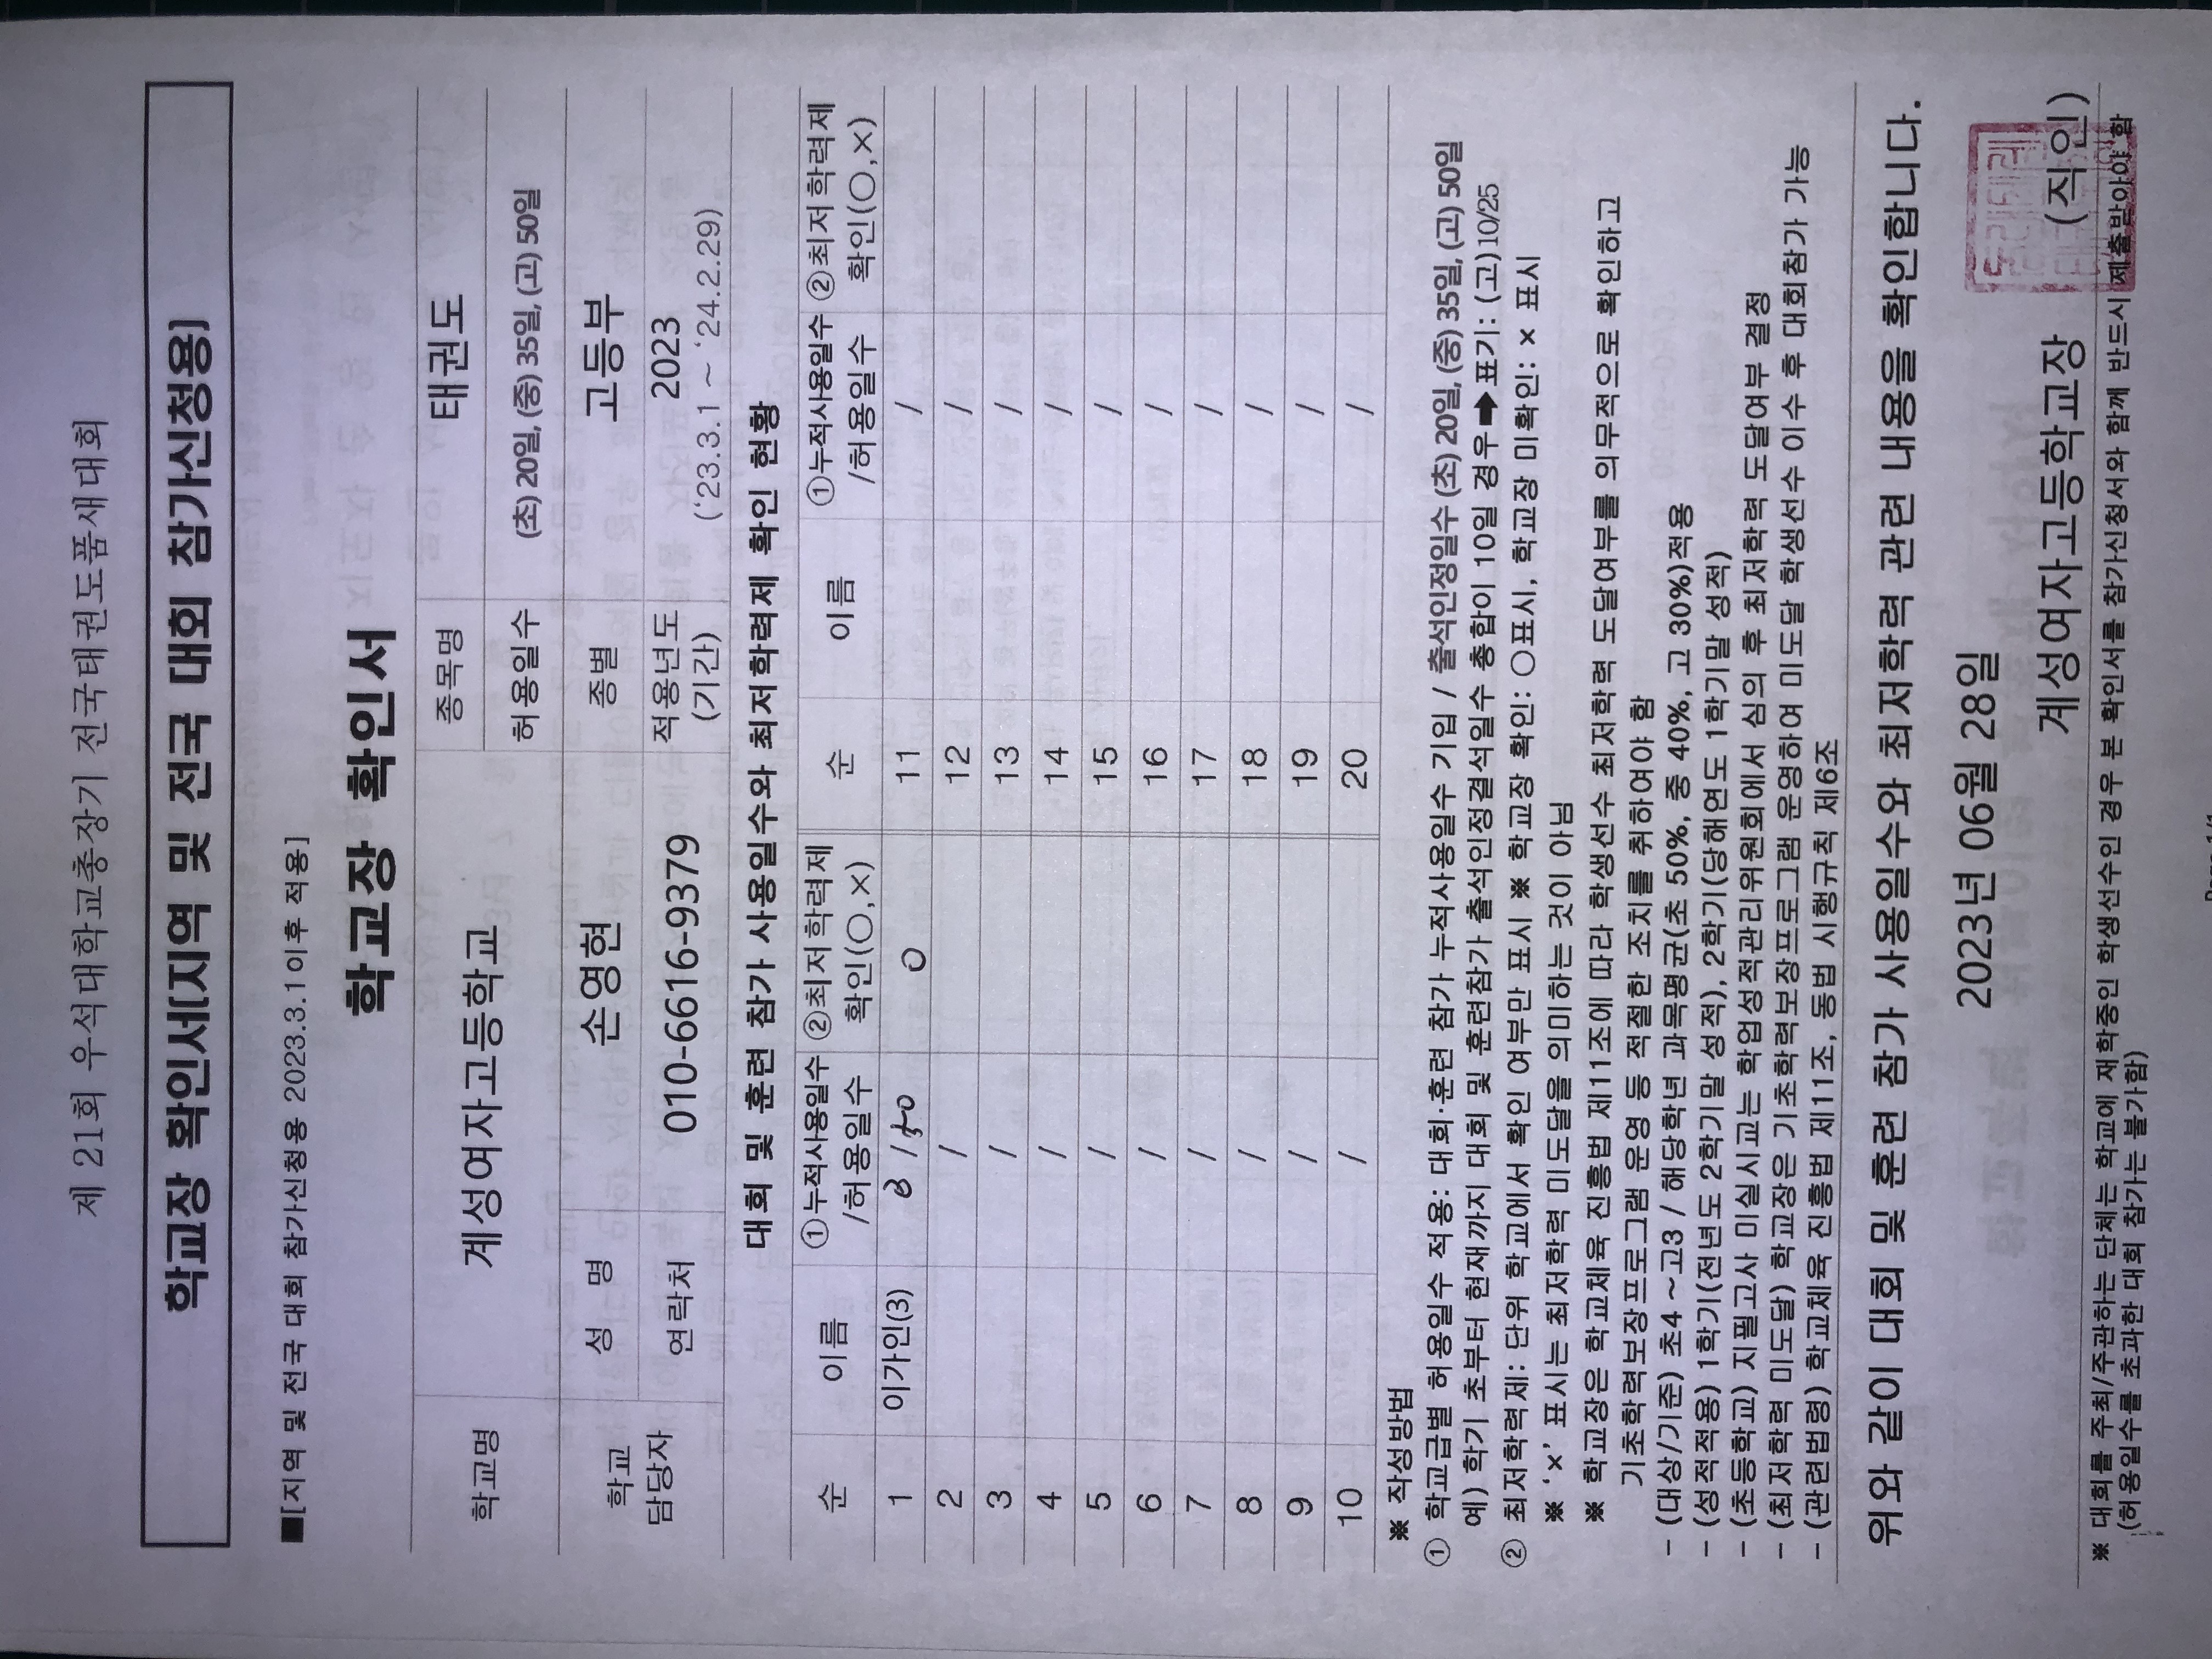 제 21회 우석대학교총장기 전국태권도품새대회
학교장 확인서[지역 및 전국 대회 참가신청용]
■[지역 및 전국 대회 참가신청용 2023.3.1이후 적용]
학교장 확인서
학교명 계성여자고등학교 종목명 태권도
허용일수 (초) 20일, (중) 35일, (고) 50일
학교 담당자 성 명 손영현 종별 고등부
연락처 010-6616-9379 적용년도 (기간) 2023
('23.3.1 ~ '24.2.29)
대회 및 훈련 참가 사용일수와 최저학력제 확인 현황
순 이름 ①누적사용일수 /허용일수 ②최저학력제 확인(○,×) 순 이름 ①누적사용일수 /허용일수 ②최저학력제 확인(○,×)
1 이가인(3) / 50 ○ 11 /
2 / 12 /
3 / 13 /
4 / 14 /
5 / 15 /
6 / 16 /
7 / 17 /
8 / 18 /
9 / 19 /
10 / 20 /
※ 작성방법
① 학교급별 허용일수 적용: 대회·훈련 참가 누적사용일수 기입 / 출석인정일수 (초) 20일, (중) 35일, (고) 50일
예) 학기 초부터 현재까지 대회 및 훈련참가 출석인정결석일수 총합이 10일 경우 ➡ 표기: (고) 10/25
② 최저학력제: 단위 학교에서 확인 여부만 표시 ※ 학교장 확인: ○표시, 학교장 미확인: × 표시
※ '×' 표시는 최저학력 미도달을 의미하는 것이 아님
※ 학교장은 학교체육 진흥법 제11조에 따라 학생선수 최저학력 도달여부를 의무적으로 확인하고
기초학력보장프로그램 운영 등 적절한 조치를 취하여야 함
- (대상/기준) 초4 ~고3 / 해당학년 과목평균(초 50%, 중 40%, 고 30%)적용
- (성적적용) 1학기(전년도 2학기말 성적), 2학기(당해연도 1학기말 성적)
- (초등학교) 지필고사 미실시교는 학업성적관리위원회에서 심의 후 최저학력 도달여부 결정
- (최저학력 미도달) 학교장은 기초학력보장프로그램 운영하여 미도달 학생선수 이수 후 대회참가 가능
- (관련법령) 학교체육 진흥법 제11조, 동법 시행규칙 제6조
위와 같이 대회 및 훈련 참가 사용일수와 최저학력 관련 내용을 확인합니다.
2023년 06월 28일
계성여자고등학교장 (직인)
※ 대회를 주최/주관하는 단체는 학교에 재학중인 학생선수인 경우 본 확인서를 참가신청서와 함께 반드시 제출받아야 함
(허용일수를 초과한 대회 참가는 불가함)